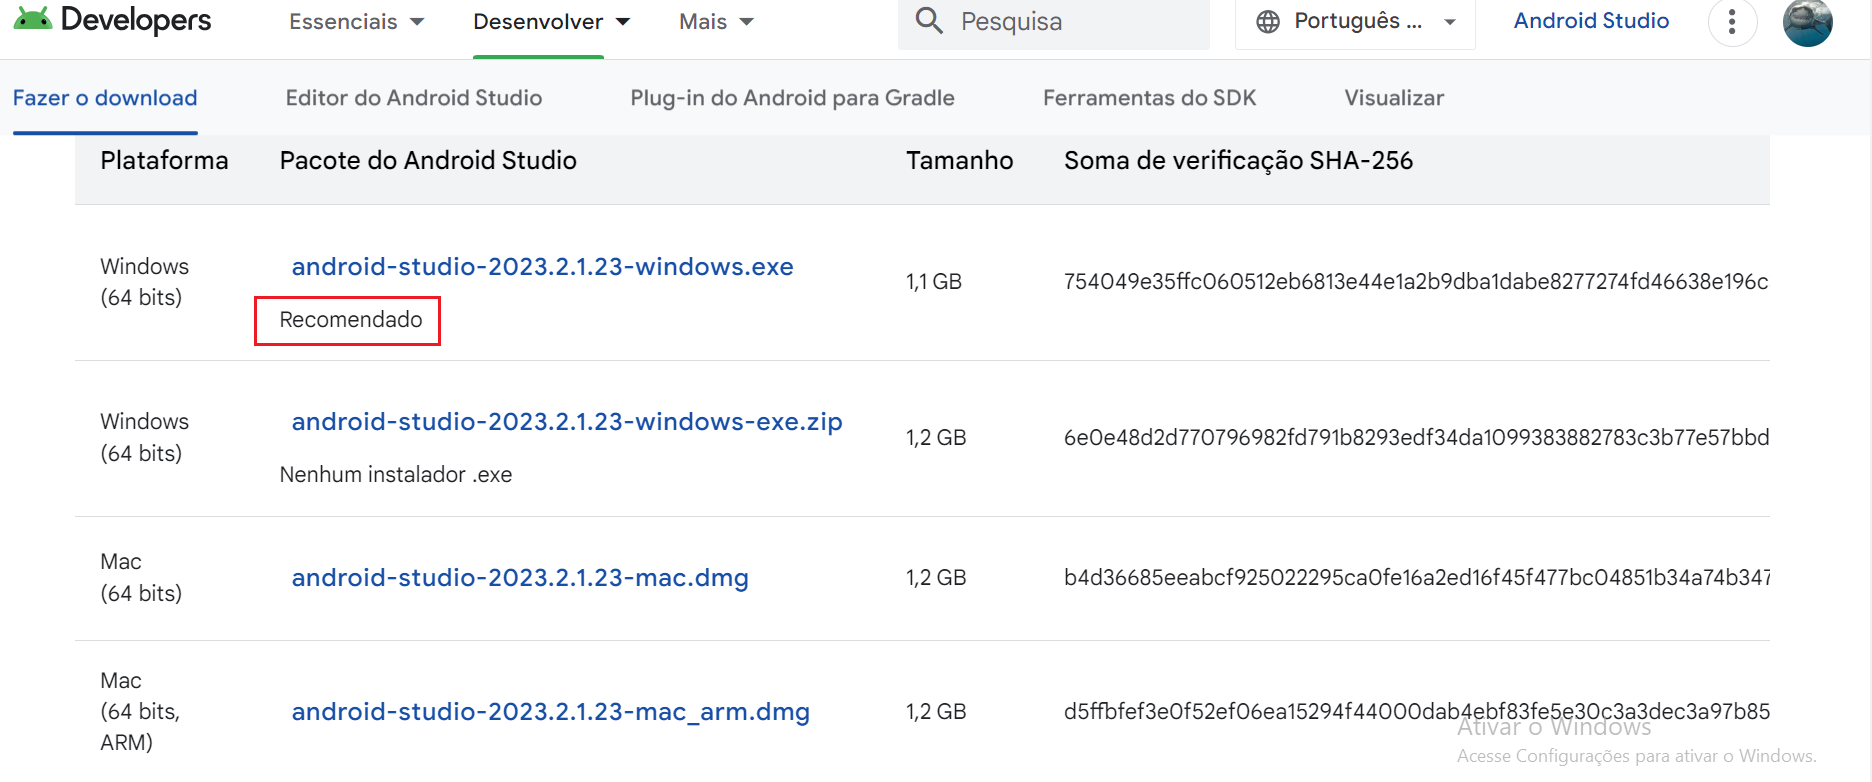 Developers Essenciais Desenvolver Mais Pesquisa Português ... Android Studio
Fazer o download Editor do Android Studio Plug-in do Android para Gradle Ferramentas do SDK Visualizar
Plataforma Pacote do Android Studio Tamanho Soma de verificação SHA-256
Windows
(64 bits)
android-studio-2023.2.1.23-windows.exe
Recomendado
1,1 GB
754049e35ffc060512eb6813e44e1a2b9dba1dabe8277274fd46638e196c
Windows
(64 bits)
android-studio-2023.2.1.23-windows-exe.zip
Nenhum instalador .exe
1,2 GB
6e0e48d2d770796982fd791b8293edf34da1099383882783c3b77e57bbd
Mac
(64 bits)
android-studio-2023.2.1.23-mac.dmg
1,2 GB
b4d36685eeabcf925022295ca0fe16a2ed16f45f477bc04851b34a74b347
Mac
(64 bits,
ARM)
android-studio-2023.2.1.23-mac_arm.dmg
1,2 GB
d5ffbfef3e0f52ef06ea15294f44000dab4ebf83fe5e30c3a3dec3a97b85
Ativar o Windows
Acesse Configurações para ativar o Windows.